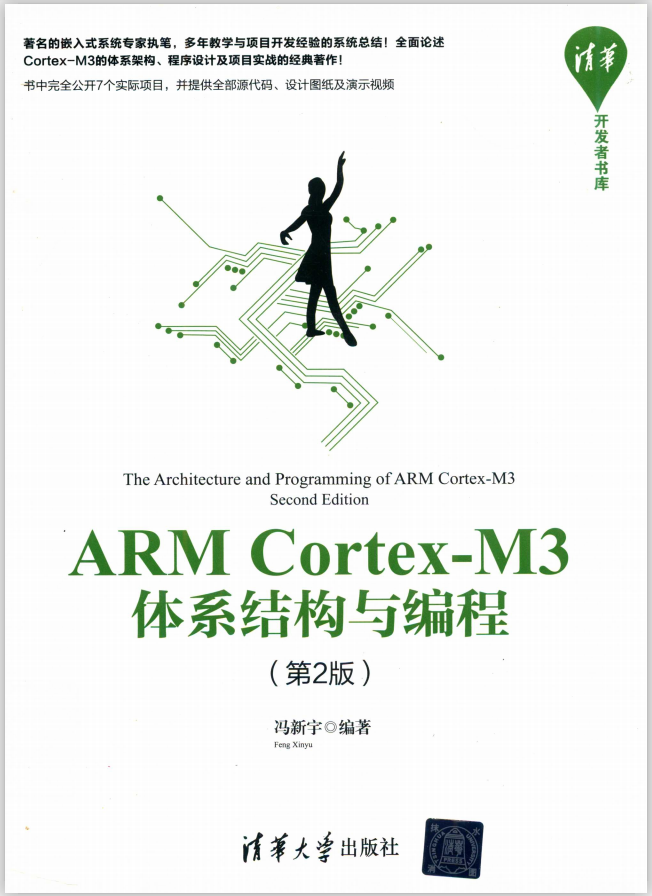 著名的嵌入式系统专家执笔，多年教学与项目开发经验的系统总结！全面论述
Cortex-M3的体系架构、程序设计及项目实战的经典著作！
书中完全公开7个实际项目，并提供全部源代码、设计图纸及演示视频
清华
开发者书库
The Architecture and Programming of ARM Cortex-M3
Second Edition
ARM Cortex-M3
体系结构与编程
（第2版）
冯新宇◎编著
Feng Xinyu
清华大学出版社